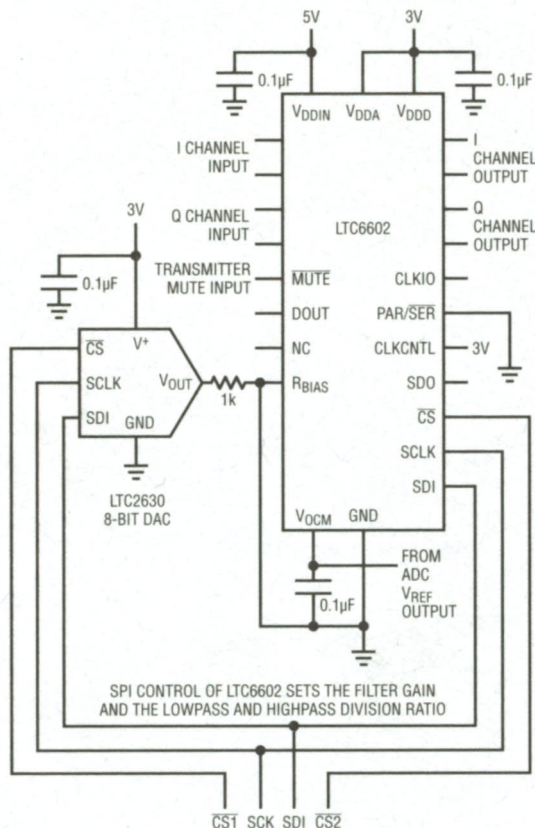 5V
3V
0.1µF
0.1µF
VDDIN
VDDA
VDDD
I CHANNEL
INPUT
I
CHANNEL
OUTPUT
Q CHANNEL
INPUT
Q
CHANNEL
OUTPUT
LTC6602
TRANSMITTER
MUTE INPUT
MUTE
CLKIO
DOUT
PAR/SER
NC
CLKCNTL
3V
RBIAS
SDO
CS
SCLK
SDI
VOCM
GND
3V
0.1µF
CS
V+
SCLK
VOUT
SDI
GND
1k
LTC2630
8-BIT DAC
0.1µF
FROM
ADC
VREF
OUTPUT
SPI CONTROL OF LTC6602 SETS THE FILTER GAIN
AND THE LOWPASS AND HIGHPASS DIVISION RATIO
CS1 SCK SDI CS2